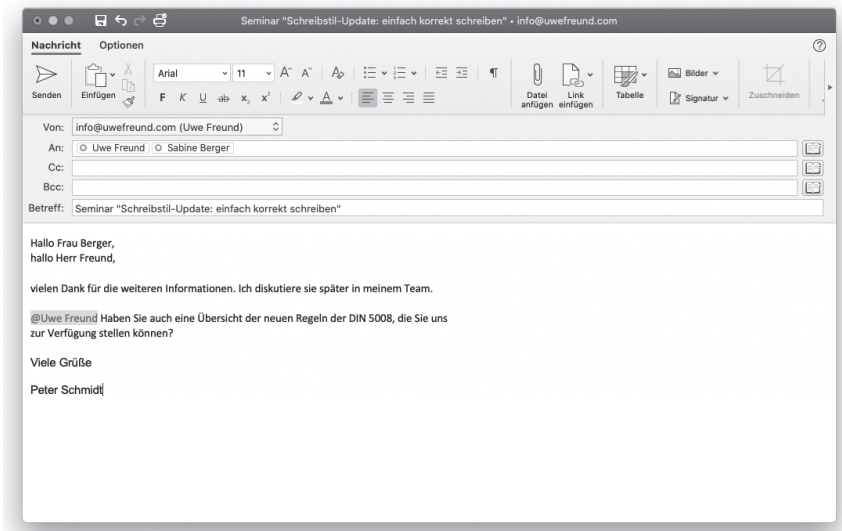 Seminar "Schreibstil-Update: einfach korrekt schreiben" • info@uwefreund.com
Nachricht Optionen
Senden
Einfügen
Arial 11
F K U ab x₂ x²
Datei anfügen
Link einfügen
Tabelle
Bilder
Signatur
Zuschneiden
Von: info@uwefreund.com (Uwe Freund)
An: Uwe Freund Sabine Berger
Cc:
Bcc:
Betreff: Seminar "Schreibstil-Update: einfach korrekt schreiben"
Hallo Frau Berger,
hallo Herr Freund,
vielen Dank für die weiteren Informationen. Ich diskutiere sie später in meinem Team.
@Uwe Freund Haben Sie auch eine Übersicht der neuen Regeln der DIN 5008, die Sie uns
zur Verfügung stellen können?
Viele Grüße
Peter Schmidt